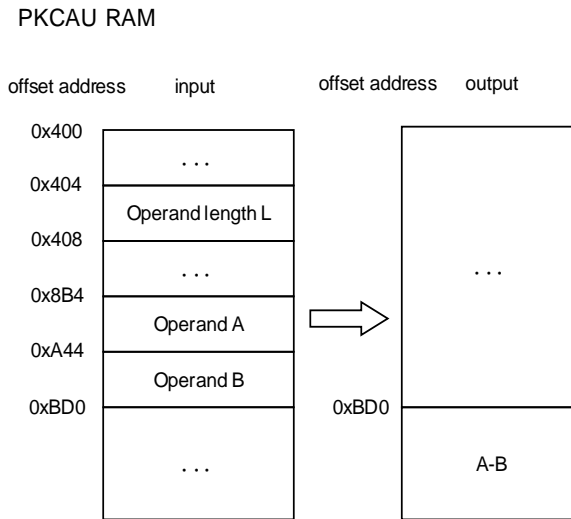 PKCAU RAM
offset address input offset address output
0x400
. . .
0x404
Operand length L
0x408
. . .
0x8B4
Operand A
0xA44
Operand B
0xBD0
. . .
. . .
0xBD0
A-B